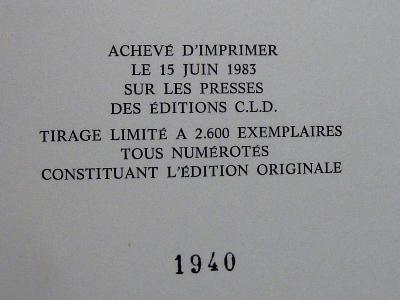 ACHEVÉ D'IMPRIMER
LE 15 JUIN 1983
SUR LES PRESSES
DES ÉDITIONS C.L.D.
TIRAGE LIMITÉ A 2.600 EXEMPLAIRES
TOUS NUMÉROTÉS
CONSTITUANT L'ÉDITION ORIGINALE
1940